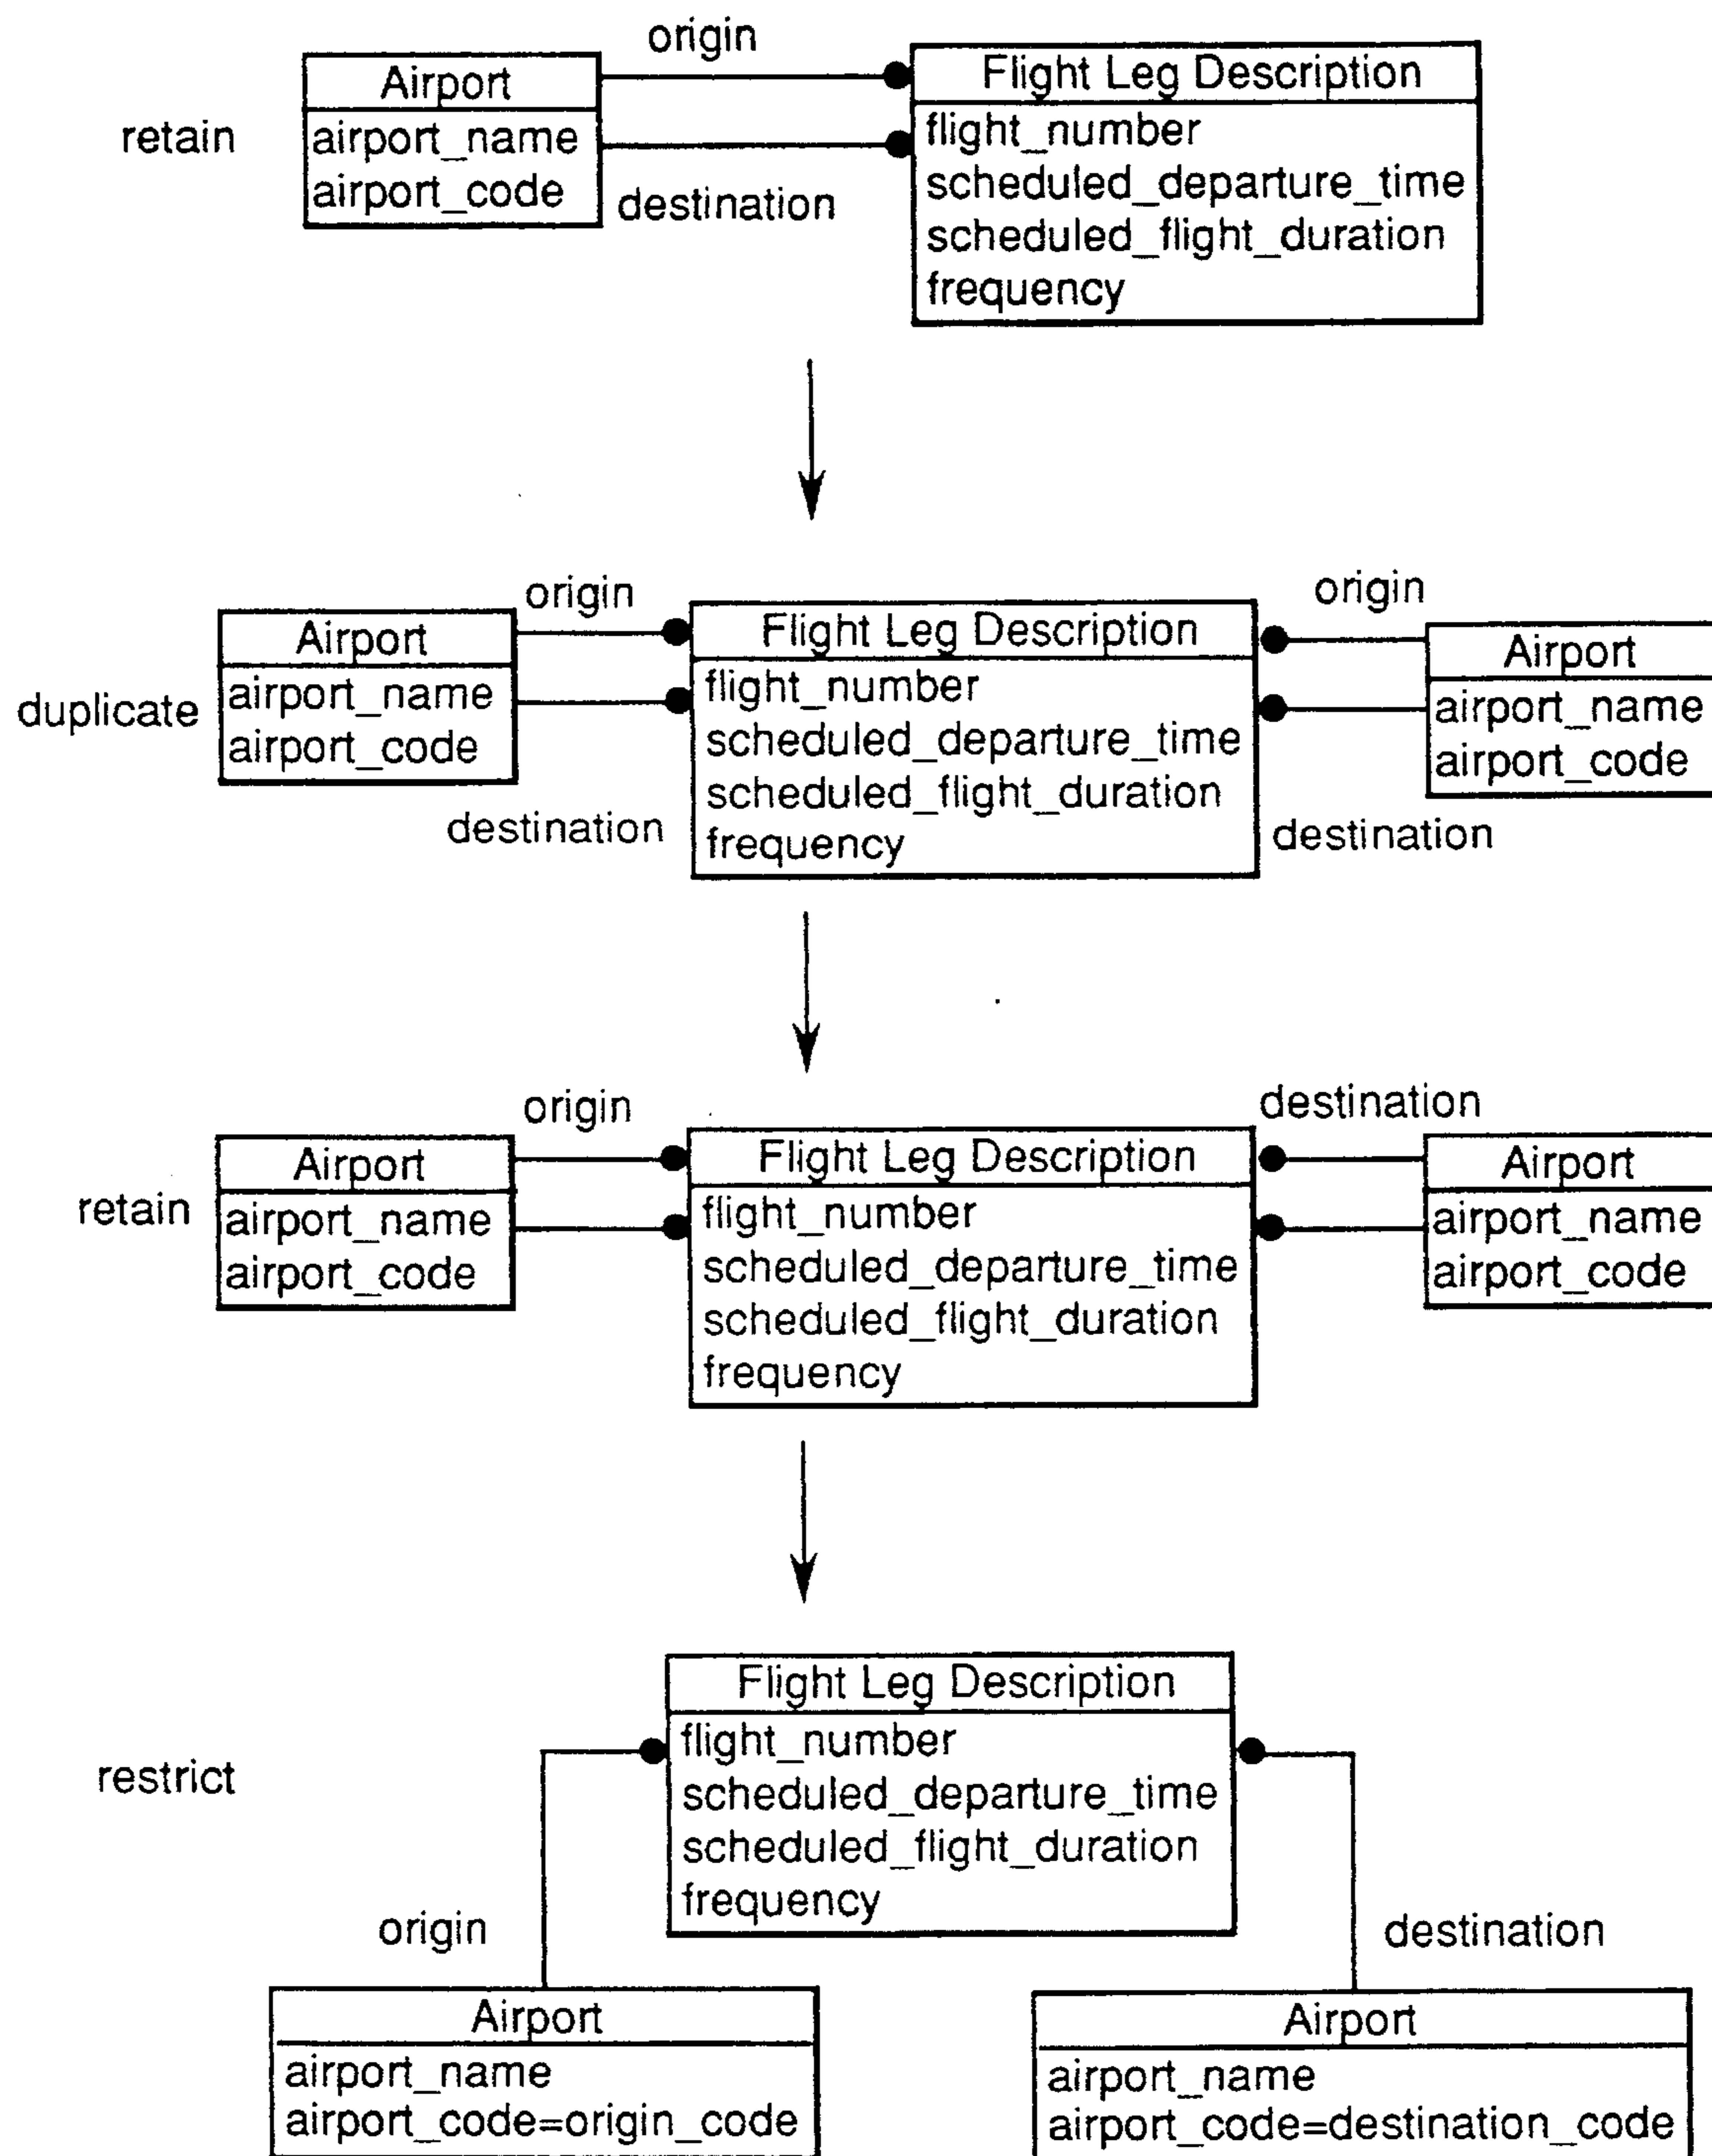 origin
Airport
Flight Leg Description
retain
airport_name
airport_code
destination
flight_number
scheduled_departure_time
scheduled_flight_duration
frequency
origin
origin
Airport
Flight Leg Description
Airport
duplicate
airport_name
airport_code
flight_number
scheduled_departure_time
scheduled_flight_duration
frequency
airport_name
airport_code
destination
destination
origin
destination
Airport
Flight Leg Description
Airport
retain
airport_name
airport_code
flight_number
scheduled_departure_time
scheduled_flight_duration
frequency
airport_name
airport_code
Flight Leg Description
restrict
flight_number
scheduled_departure_time
scheduled_flight_duration
frequency
origin
destination
Airport
airport_name
airport_code=origin_code
Airport
airport_name
airport_code=destination_code